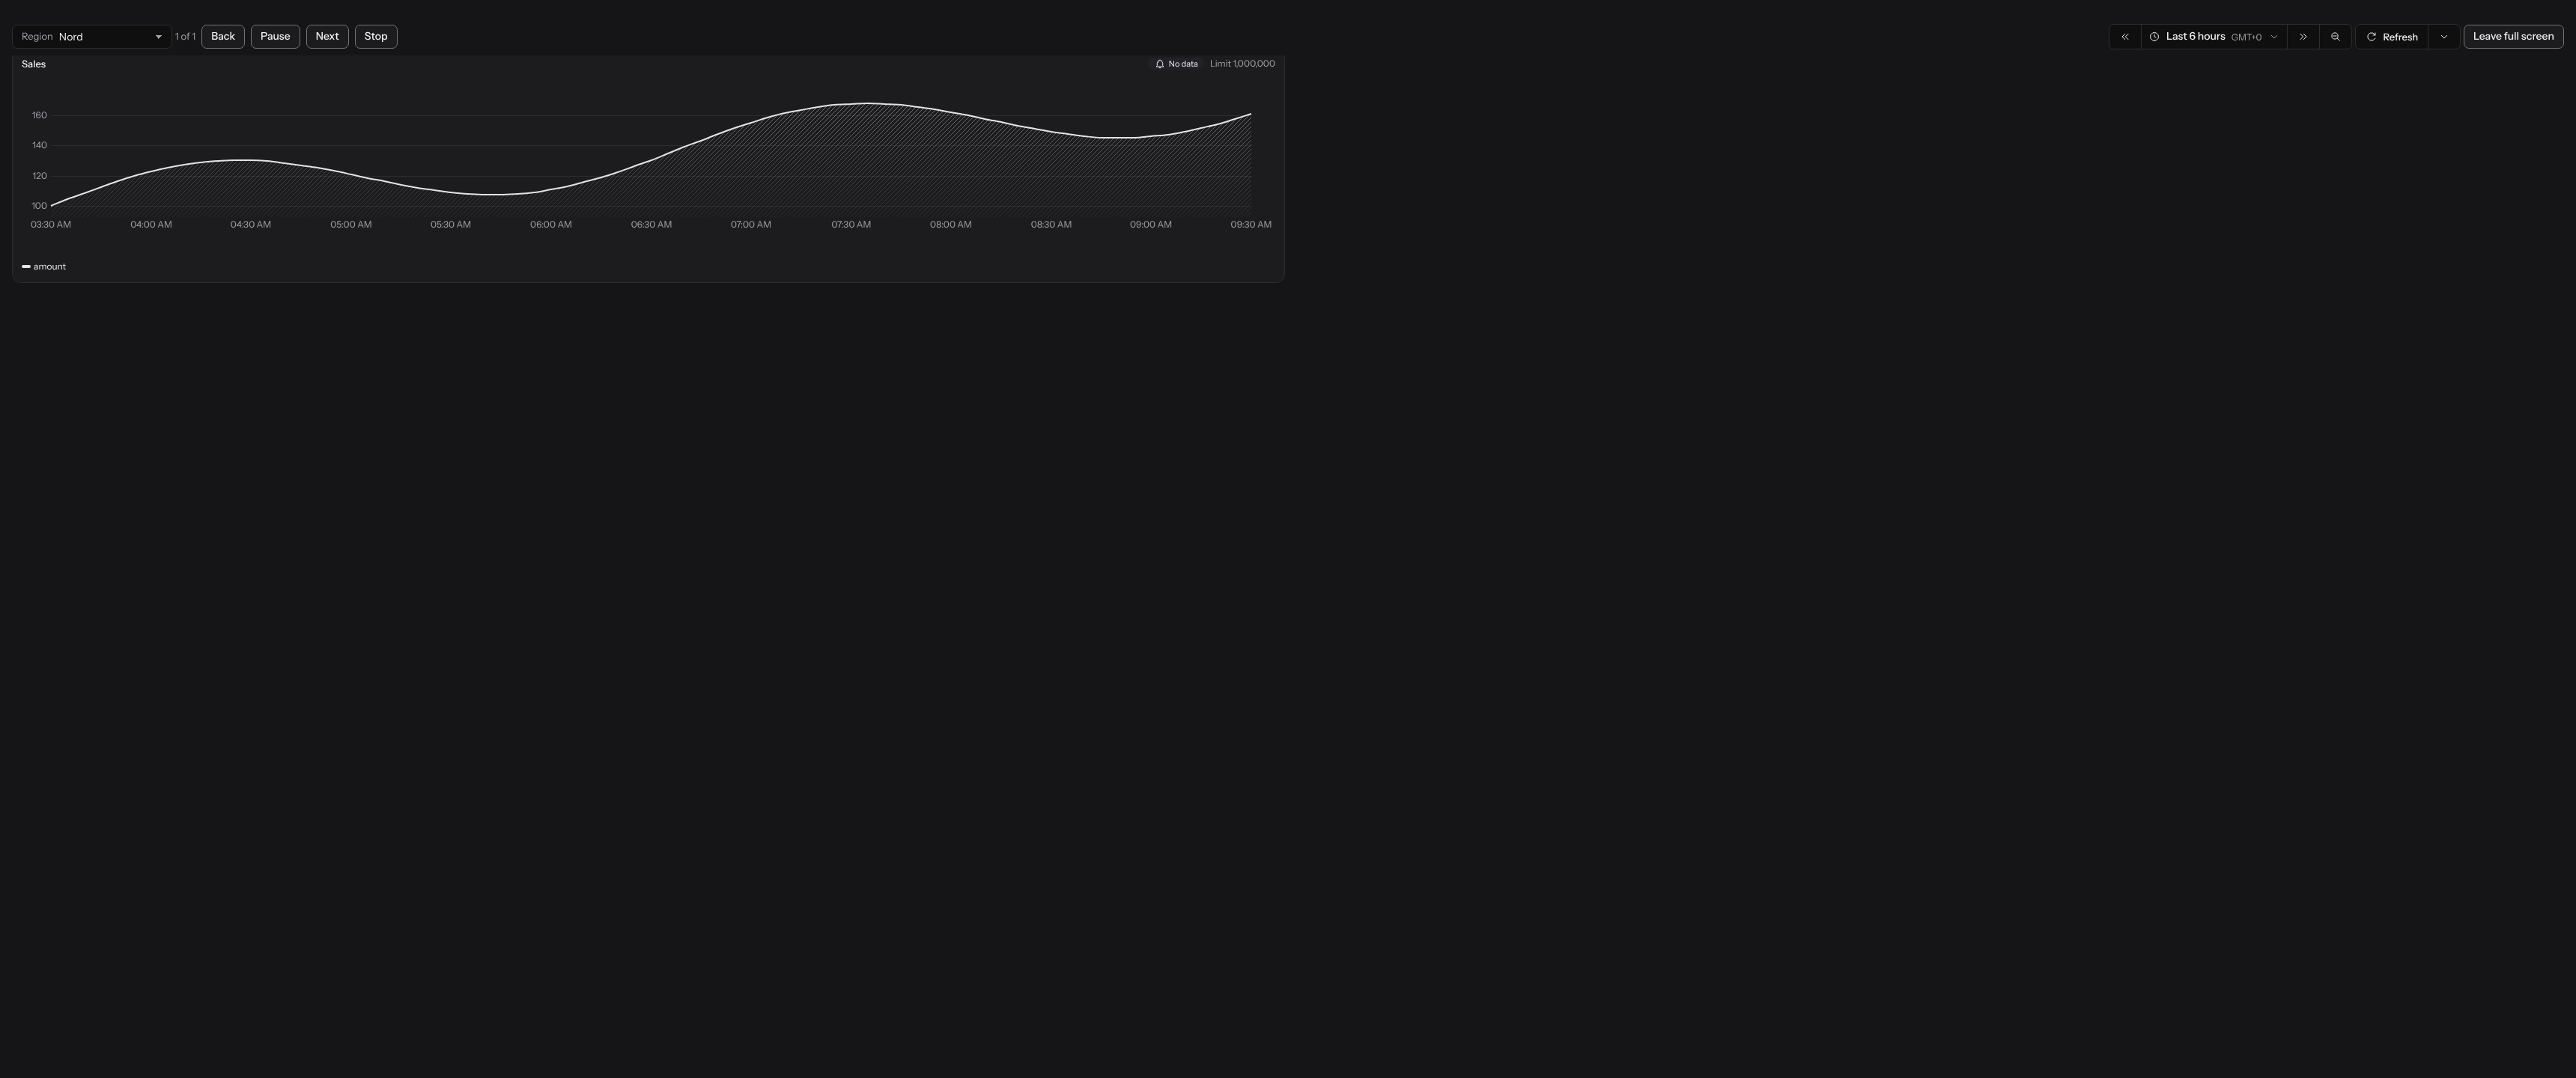 Region Nord 1 of 1 Back Pause Next Stop Last 6 hours GMT+0 Refresh Leave full screen
Sales No data Limit 1,000,000
160
140
120
100
03:30 AM 04:00 AM 04:30 AM 05:00 AM 05:30 AM 06:00 AM 06:30 AM 07:00 AM 07:30 AM 08:00 AM 08:30 AM 09:00 AM 09:30 AM
amount